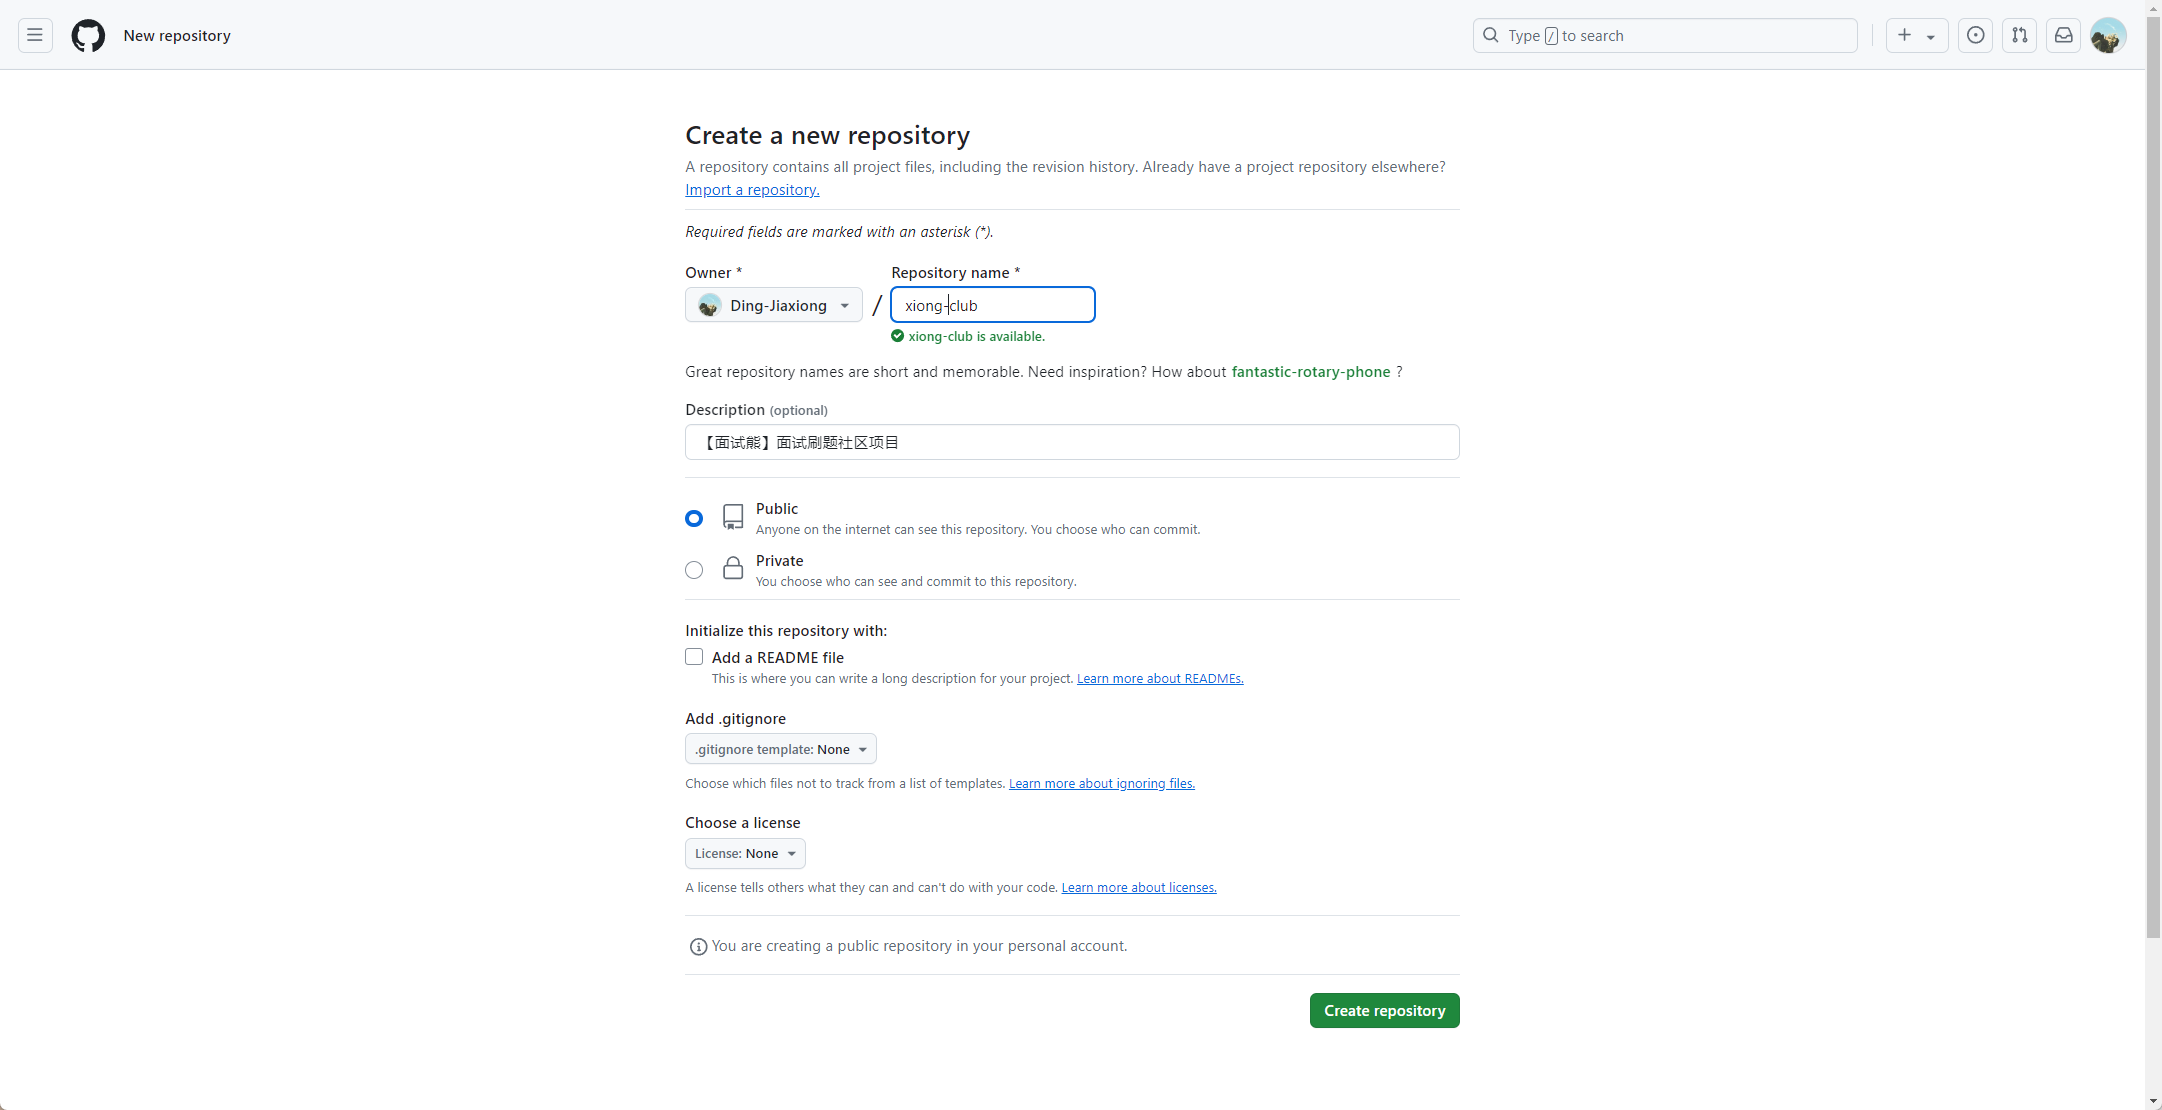 New repository
Type / to search
Create a new repository
A repository contains all project files, including the revision history. Already have a project repository elsewhere?
Import a repository.
Required fields are marked with an asterisk (*).
Owner *
Repository name *
Ding-Jiaxiong
/
xiong-club
xiong-club is available.
Great repository names are short and memorable. Need inspiration? How about fantastic-rotary-phone ?
Description (optional)
【面试熊】面试刷题社区项目
Public
Anyone on the internet can see this repository. You choose who can commit.
Private
You choose who can see and commit to this repository.
Initialize this repository with:
Add a README file
This is where you can write a long description for your project. Learn more about READMEs.
Add .gitignore
.gitignore template: None
Choose which files not to track from a list of templates. Learn more about ignoring files.
Choose a license
License: None
A license tells others what they can and can't do with your code. Learn more about licenses.
You are creating a public repository in your personal account.
Create repository